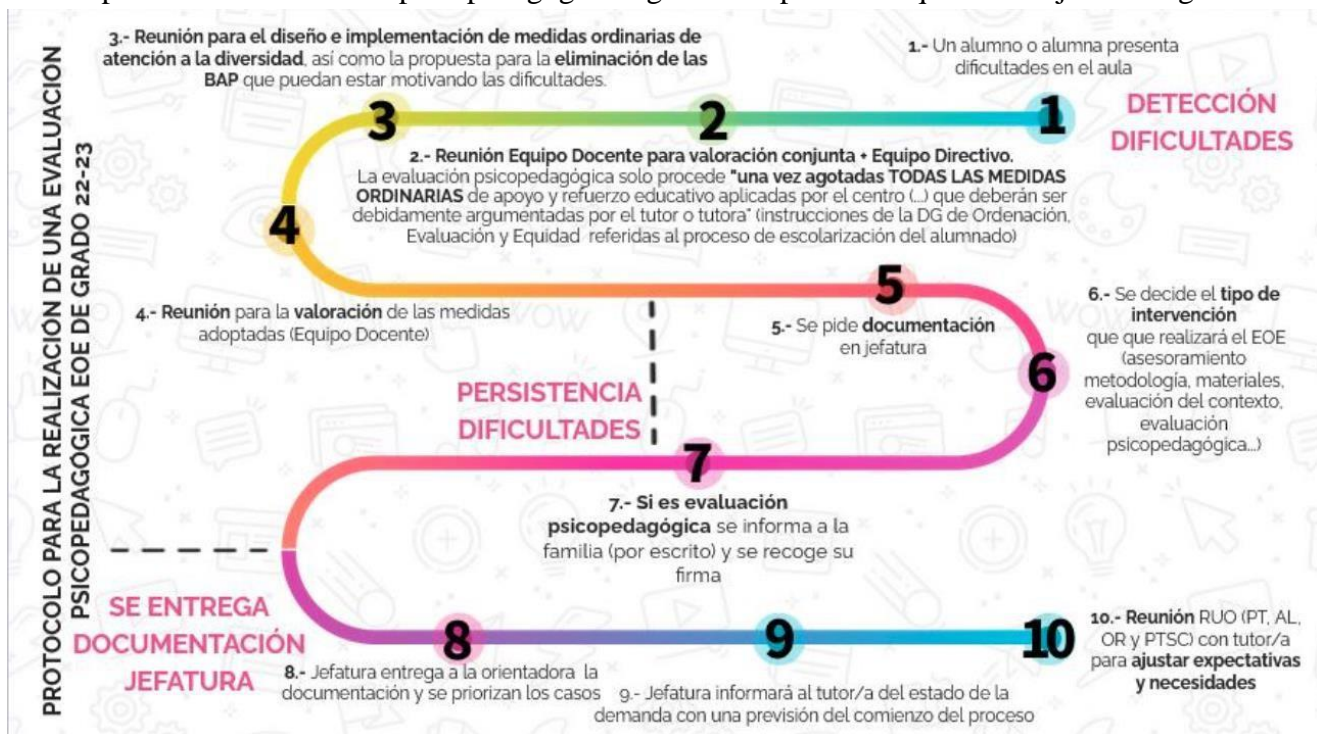 PROTOCOLO PARA LA REALIZACIÓN DE UNA EVALUACIÓN
PSICOPEDAGÓGICA EOE DE GRADO 22-23
1.- Un alumno o alumna presenta
dificultades en el aula
DETECCIÓN
DIFICULTADES
1
2
3
2.- Reunión Equipo Docente para valoración conjunta + Equipo Directivo.
La evaluación psicopedagógica solo procede "una vez agotadas TODAS LAS MEDIDAS
ORDINARIAS de apoyo y refuerzo educativo aplicadas por el centro (...) que deberán ser
debidamente argumentadas por el tutor o tutora" (instrucciones de la DG de Ordenación,
Evaluación y Equidad referidas al proceso de escolarización del alumnado)
3.- Reunión para el diseño e implementación de medidas ordinarias de
atención a la diversidad, así como la propuesta para la eliminación de las
BAP que puedan estar motivando las dificultades.
4
4.- Reunión para la valoración de las medidas
adoptadas (Equipo Docente)
PERSISTENCIA
DIFICULTADES
5
5.- Se pide documentación
en jefatura
6
6.- Se decide el tipo de
intervención
que que realizará el EOE
(asesoramiento
metodología, materiales,
evaluación del contexto,
evaluación
psicopedagógica...)
7
7.- Si es evaluación
psicopedagógica se informa a la
familia (por escrito) y se recoge su
firma
SE ENTREGA
DOCUMENTACIÓN
JEFATURA
8
8.- Jefatura entrega a la orientadora la
documentación y se priorizan los casos
9
9.- Jefatura informará al tutor/a del estado de la
demanda con una previsión del comienzo del proceso
10
10.- Reunión RUO (PT, AL,
OR y PTSC) con tutor/a
para ajustar expectativas
y necesidades